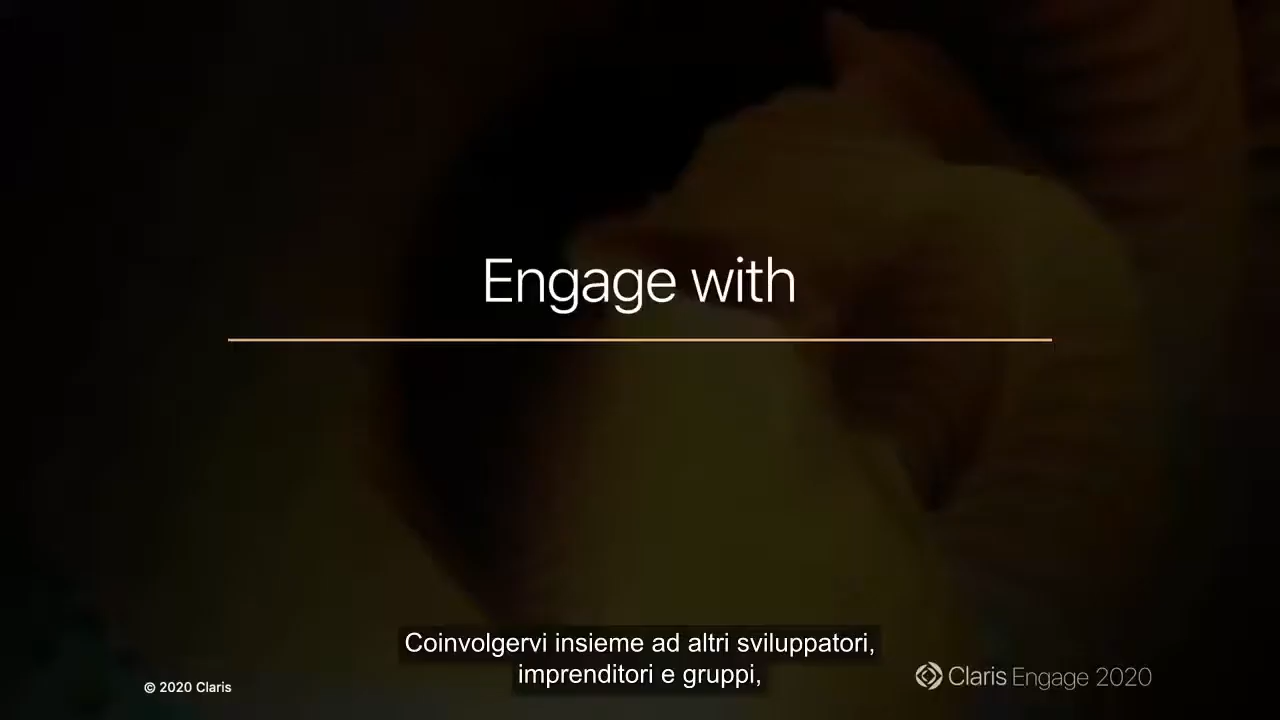 Engage with
Coinvolgervi insieme ad altri sviluppatori,
imprenditori e gruppi,
© 2020 Claris
Claris Engage 2020